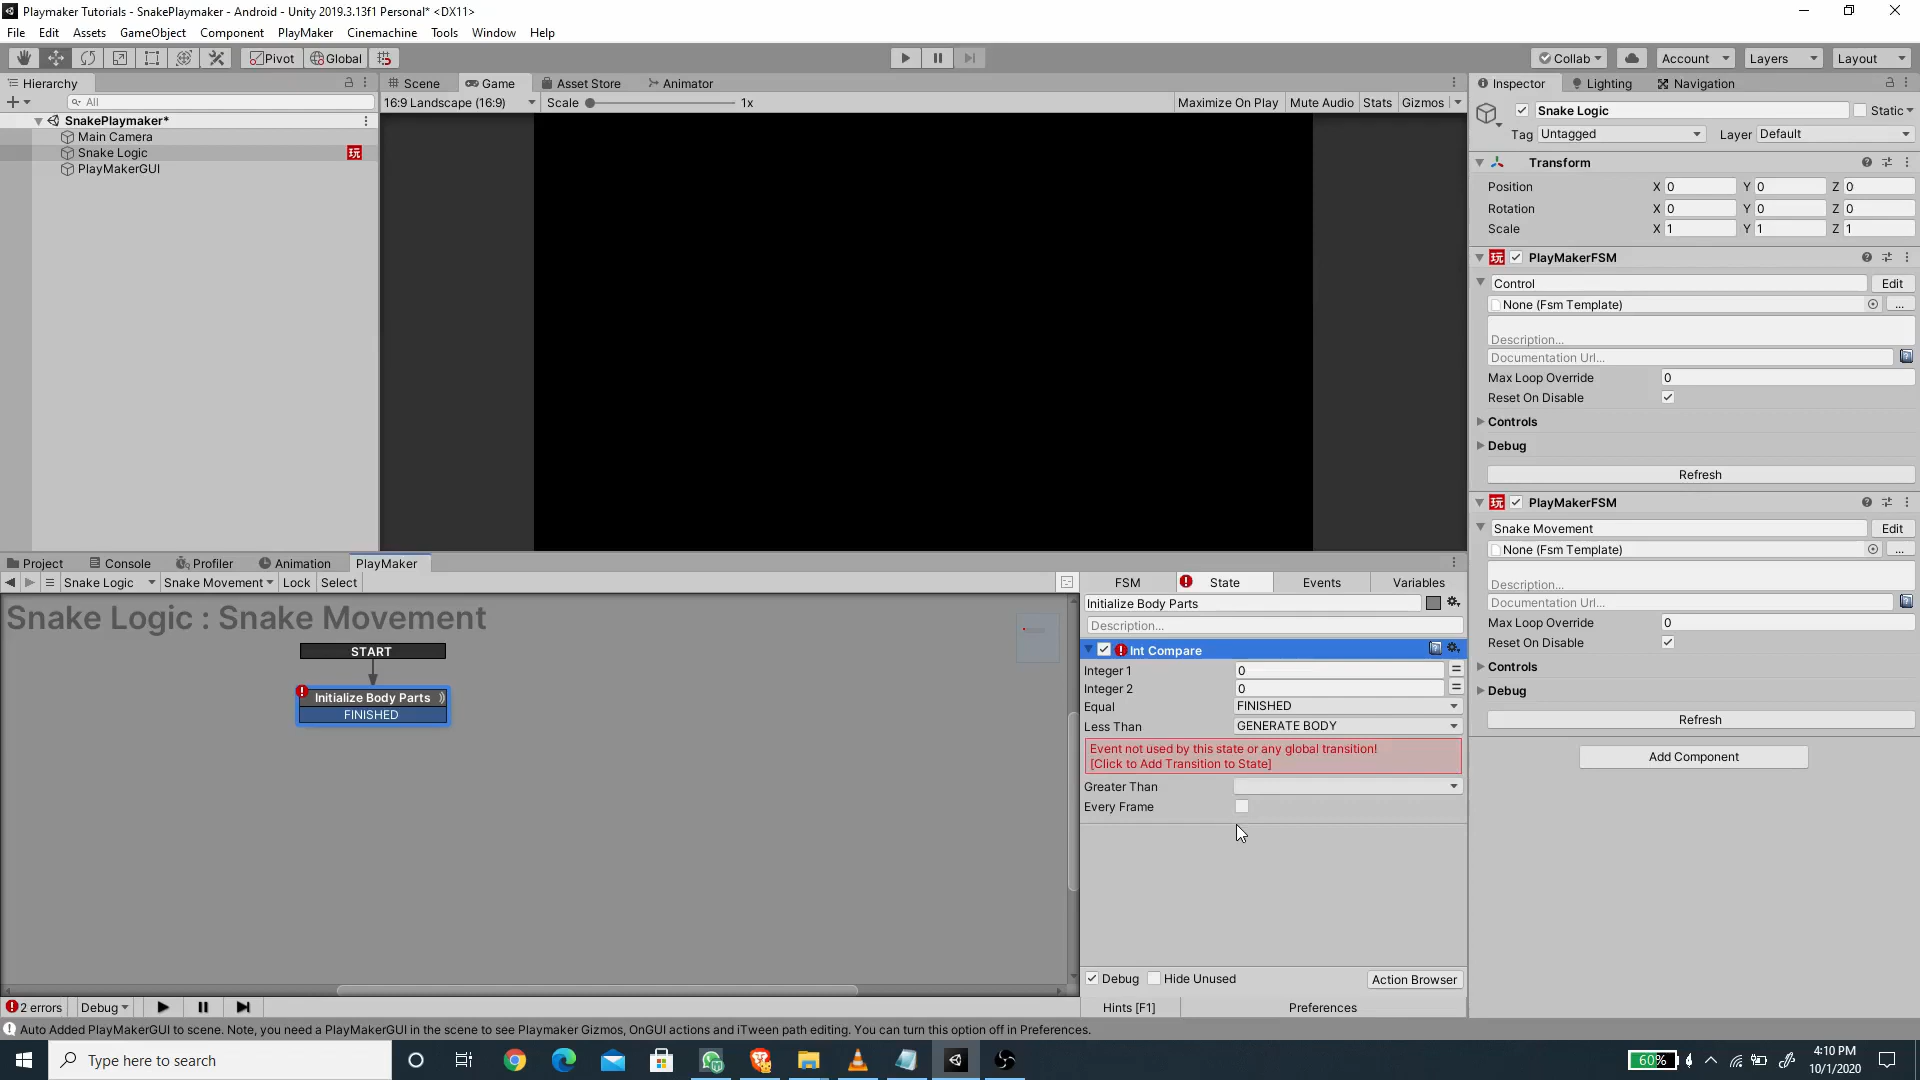 Playmaker Tutorials - SnakePlaymaker - Android - Unity 2019.3.13f1 Personal* <DX11>
File Edit Assets GameObject Component PlayMaker Cinemachine Tools Window Help
Pivot Global Collab Account Layers Layout
Hierarchy Scene Game Asset Store Animator Inspector Lighting Navigation
All 16:9 Landscape (16:9) Scale 1x Maximize On Play Mute Audio Stats Gizmos
SnakePlaymaker*
Main Camera
Snake Logic 玩
PlayMakerGUI
Snake Logic Static
Tag Untagged Layer Default
Transform
Position X 0 Y 0 Z 0
Rotation X 0 Y 0 Z 0
Scale X 1 Y 1 Z 1
玩 PlayMakerFSM
Control Edit
None (Fsm Template) ...
Description...
Documentation Url...
Max Loop Override 0
Reset On Disable
Controls
Debug
Refresh
玩 PlayMakerFSM
Snake Movement Edit
None (Fsm Template) ...
Description...
Documentation Url...
Max Loop Override 0
Reset On Disable
Controls
Debug
Refresh
Add Component
Project Console Profiler Animation PlayMaker
Snake Logic Snake Movement Lock Select
Snake Logic : Snake Movement
START
Initialize Body Parts
FINISHED
FSM State Events Variables
Initialize Body Parts
Description...
Int Compare
Integer 1 0 =
Integer 2 0 =
Equal FINISHED
Less Than GENERATE BODY
Event not used by this state or any global transition!
[Click to Add Transition to State]
Greater Than
Every Frame
Debug Hide Unused Action Browser
2 errors Debug Hints [F1] Preferences
Auto Added PlayMakerGUI to scene. Note, you need a PlayMakerGUI in the scene to see Playmaker Gizmos, OnGUI actions and iTween path editing. You can turn this option off in Preferences.
Type here to search 60% 4:10 PM
10/1/2020